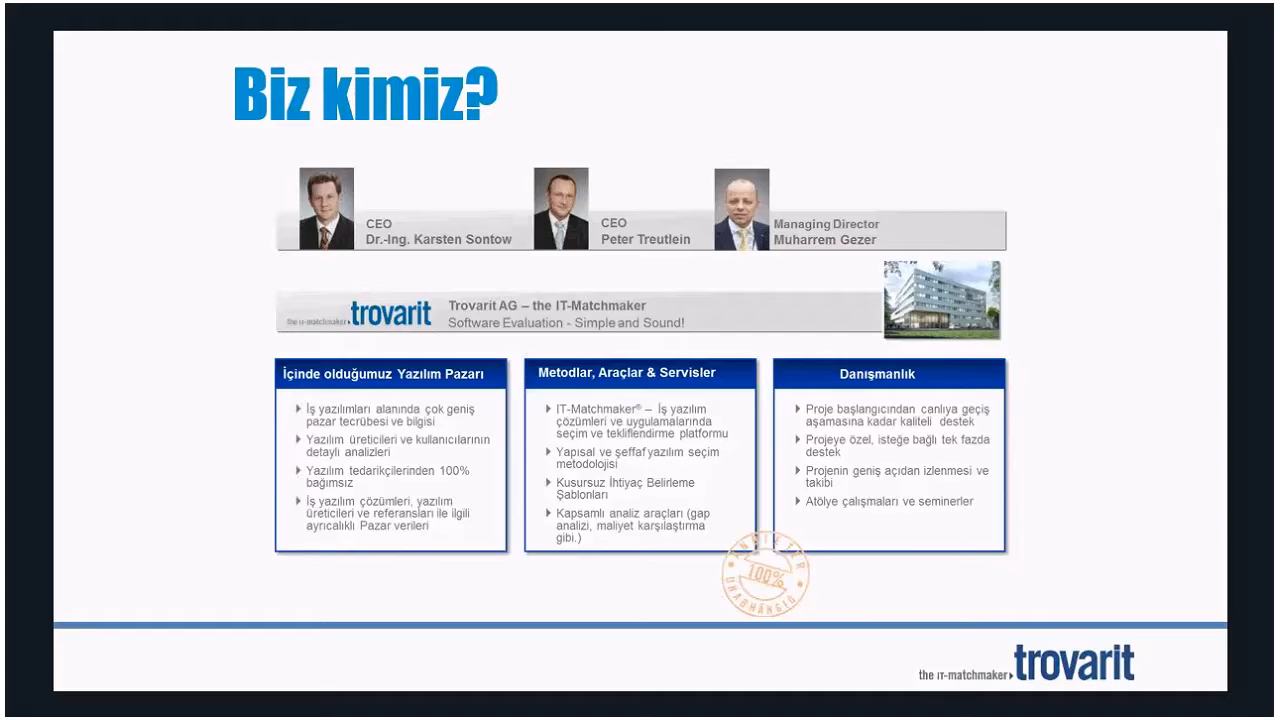 Biz kimiz?
CEO
Dr.-Ing. Karsten Sontow
CEO
Peter Treutlein
Managing Director
Muharrem Gezer
the IT-matchmaker trovarit
Trovarit AG – the IT-Matchmaker
Software Evaluation - Simple and Sound!
İçinde olduğumuz Yazılım Pazarı
İş yazılımları alanında çok geniş
pazar tecrübesi ve bilgisi
Yazılım üreticileri ve kullanıcılarının
detaylı analizleri
Yazılım tedarikçilerinden 100%
bağımsız
İş yazılım çözümleri, yazılım
üreticileri ve referansları ile ilgili
ayrıcalıklı Pazar verileri
Metodlar, Araçlar & Servisler
IT-Matchmaker® – İş yazılım
çözümleri ve uygulamalarında
seçim ve tekliflendirme platformu
Yapısal ve şeffaf yazılım seçim
metodolojisi
Kusursuz İhtiyaç Belirleme
Şablonları
Kapsamlı analiz araçları (gap
analizi, maliyet karşılaştırma
gibi.)
Danışmanlık
Proje başlangıcından canlıya geçiş
aşamasına kadar kaliteli destek
Projeye özel, isteğe bağlı tek fazda
destek
Projenin geniş açıdan izlenmesi ve
takibi
Atölye çalışmaları ve seminerler
ANBIETER
100%
UNABHÄNGIG
the IT-matchmaker trovarit